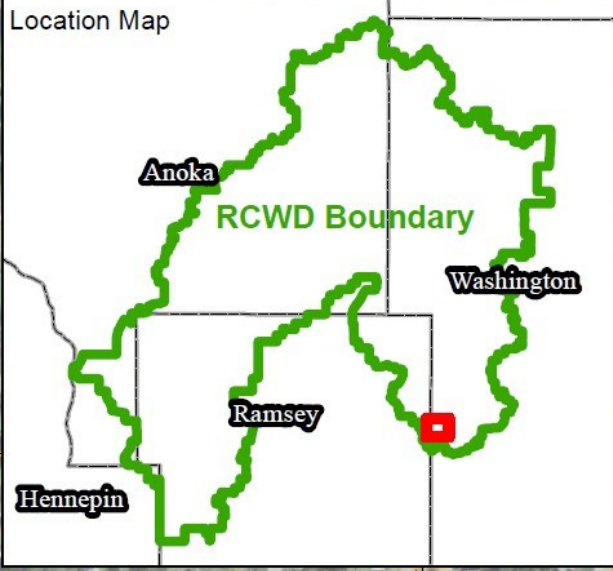 Location Map
Anoka
RCWD Boundary
Washington
Ramsey
Hennepin